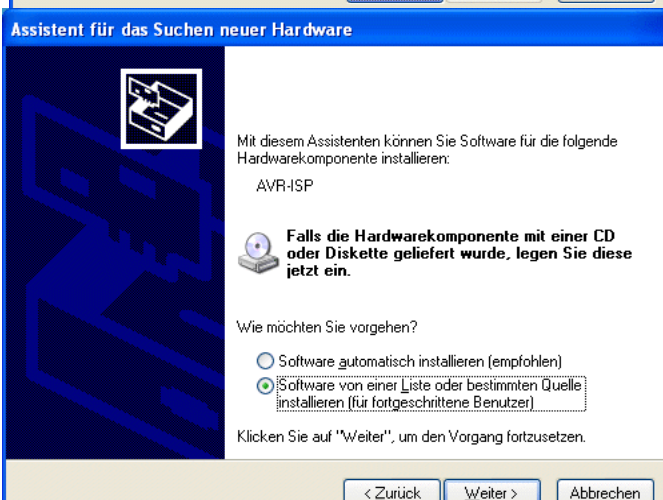 Assistent für das Suchen neuer Hardware
Mit diesem Assistenten können Sie Software für die folgende
Hardwarekomponente installieren:
AVR-ISP
Falls die Hardwarekomponente mit einer CD
oder Diskette geliefert wurde, legen Sie diese
jetzt ein.
Wie möchten Sie vorgehen?
Software automatisch installieren (empfohlen)
Software von einer Liste oder bestimmten Quelle
installieren (für fortgeschrittene Benutzer)
Klicken Sie auf "Weiter", um den Vorgang fortzusetzen.
< Zurück Weiter > Abbrechen